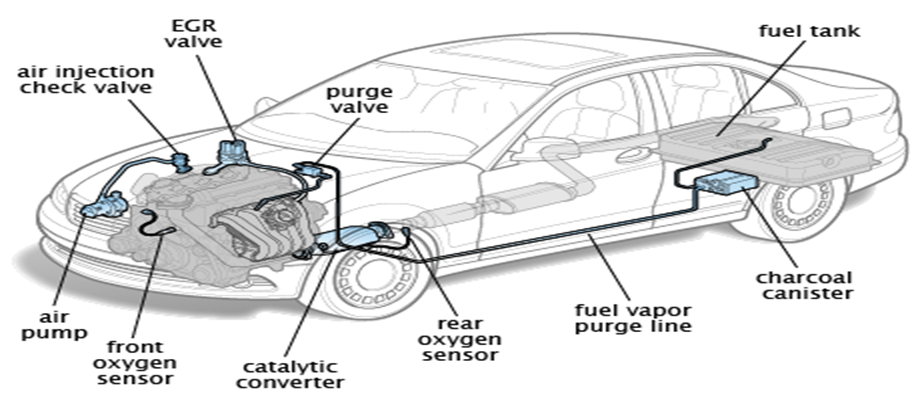 EGR
valve
fuel tank
air injection
check valve
purge
valve
charcoal
canister
fuel vapor
purge line
air
pump
rear
oxygen
sensor
front
oxygen
sensor
catalytic
converter